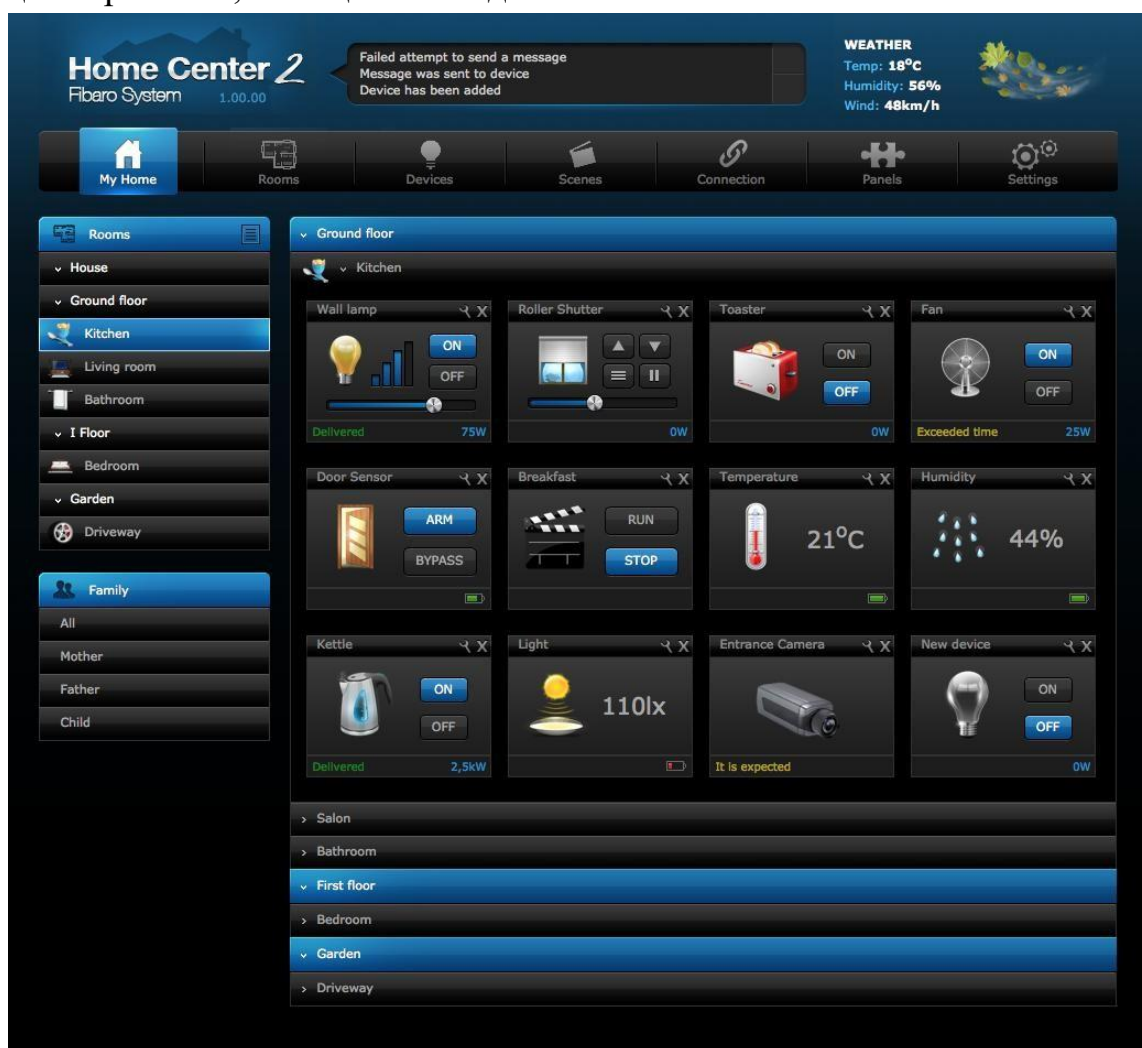 Home Center 2
Fibaro System 1.00.00
Failed attempt to send a message
Message was sent to device
Device has been added
WEATHER
Temp: 18°C
Humidity: 56%
Wind: 48km/h
My Home Rooms Devices Scenes Connection Panels Settings
Rooms
House
Ground floor
Kitchen
Living room
Bathroom
I Floor
Bedroom
Garden
Driveway
Family
All
Mother
Father
Child
Ground floor
Kitchen
Wall lamp X Roller Shutter X Toaster X Fan X
ON ON ON
OFF OFF OFF
Delivered 75W 0W 0W Exceeded time 25W
Door Sensor X Breakfast X Temperature X Humidity X
ARM RUN
21°C 44%
BYPASS STOP
Kettle X Light X Entrance Camera X New device X
ON ON
110lx
OFF OFF
Delivered 2,5kW It is expected 0W
Salon
Bathroom
First floor
Bedroom
Garden
Driveway